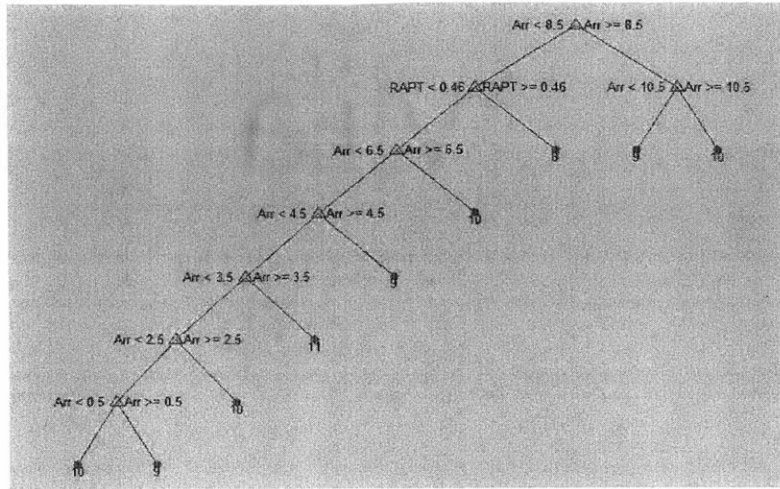 Arr < 8.5 Arr >= 8.5
RAPT < 0.46 RAPT >= 0.46 Arr < 10.5 Arr >= 10.5
Arr < 6.5 Arr >= 6.5 8 9 10
Arr < 4.5 Arr >= 4.5 10
Arr < 3.5 Arr >= 3.5 9
Arr < 2.5 Arr >= 2.5 11
Arr < 0.5 Arr >= 0.5 10
10 9